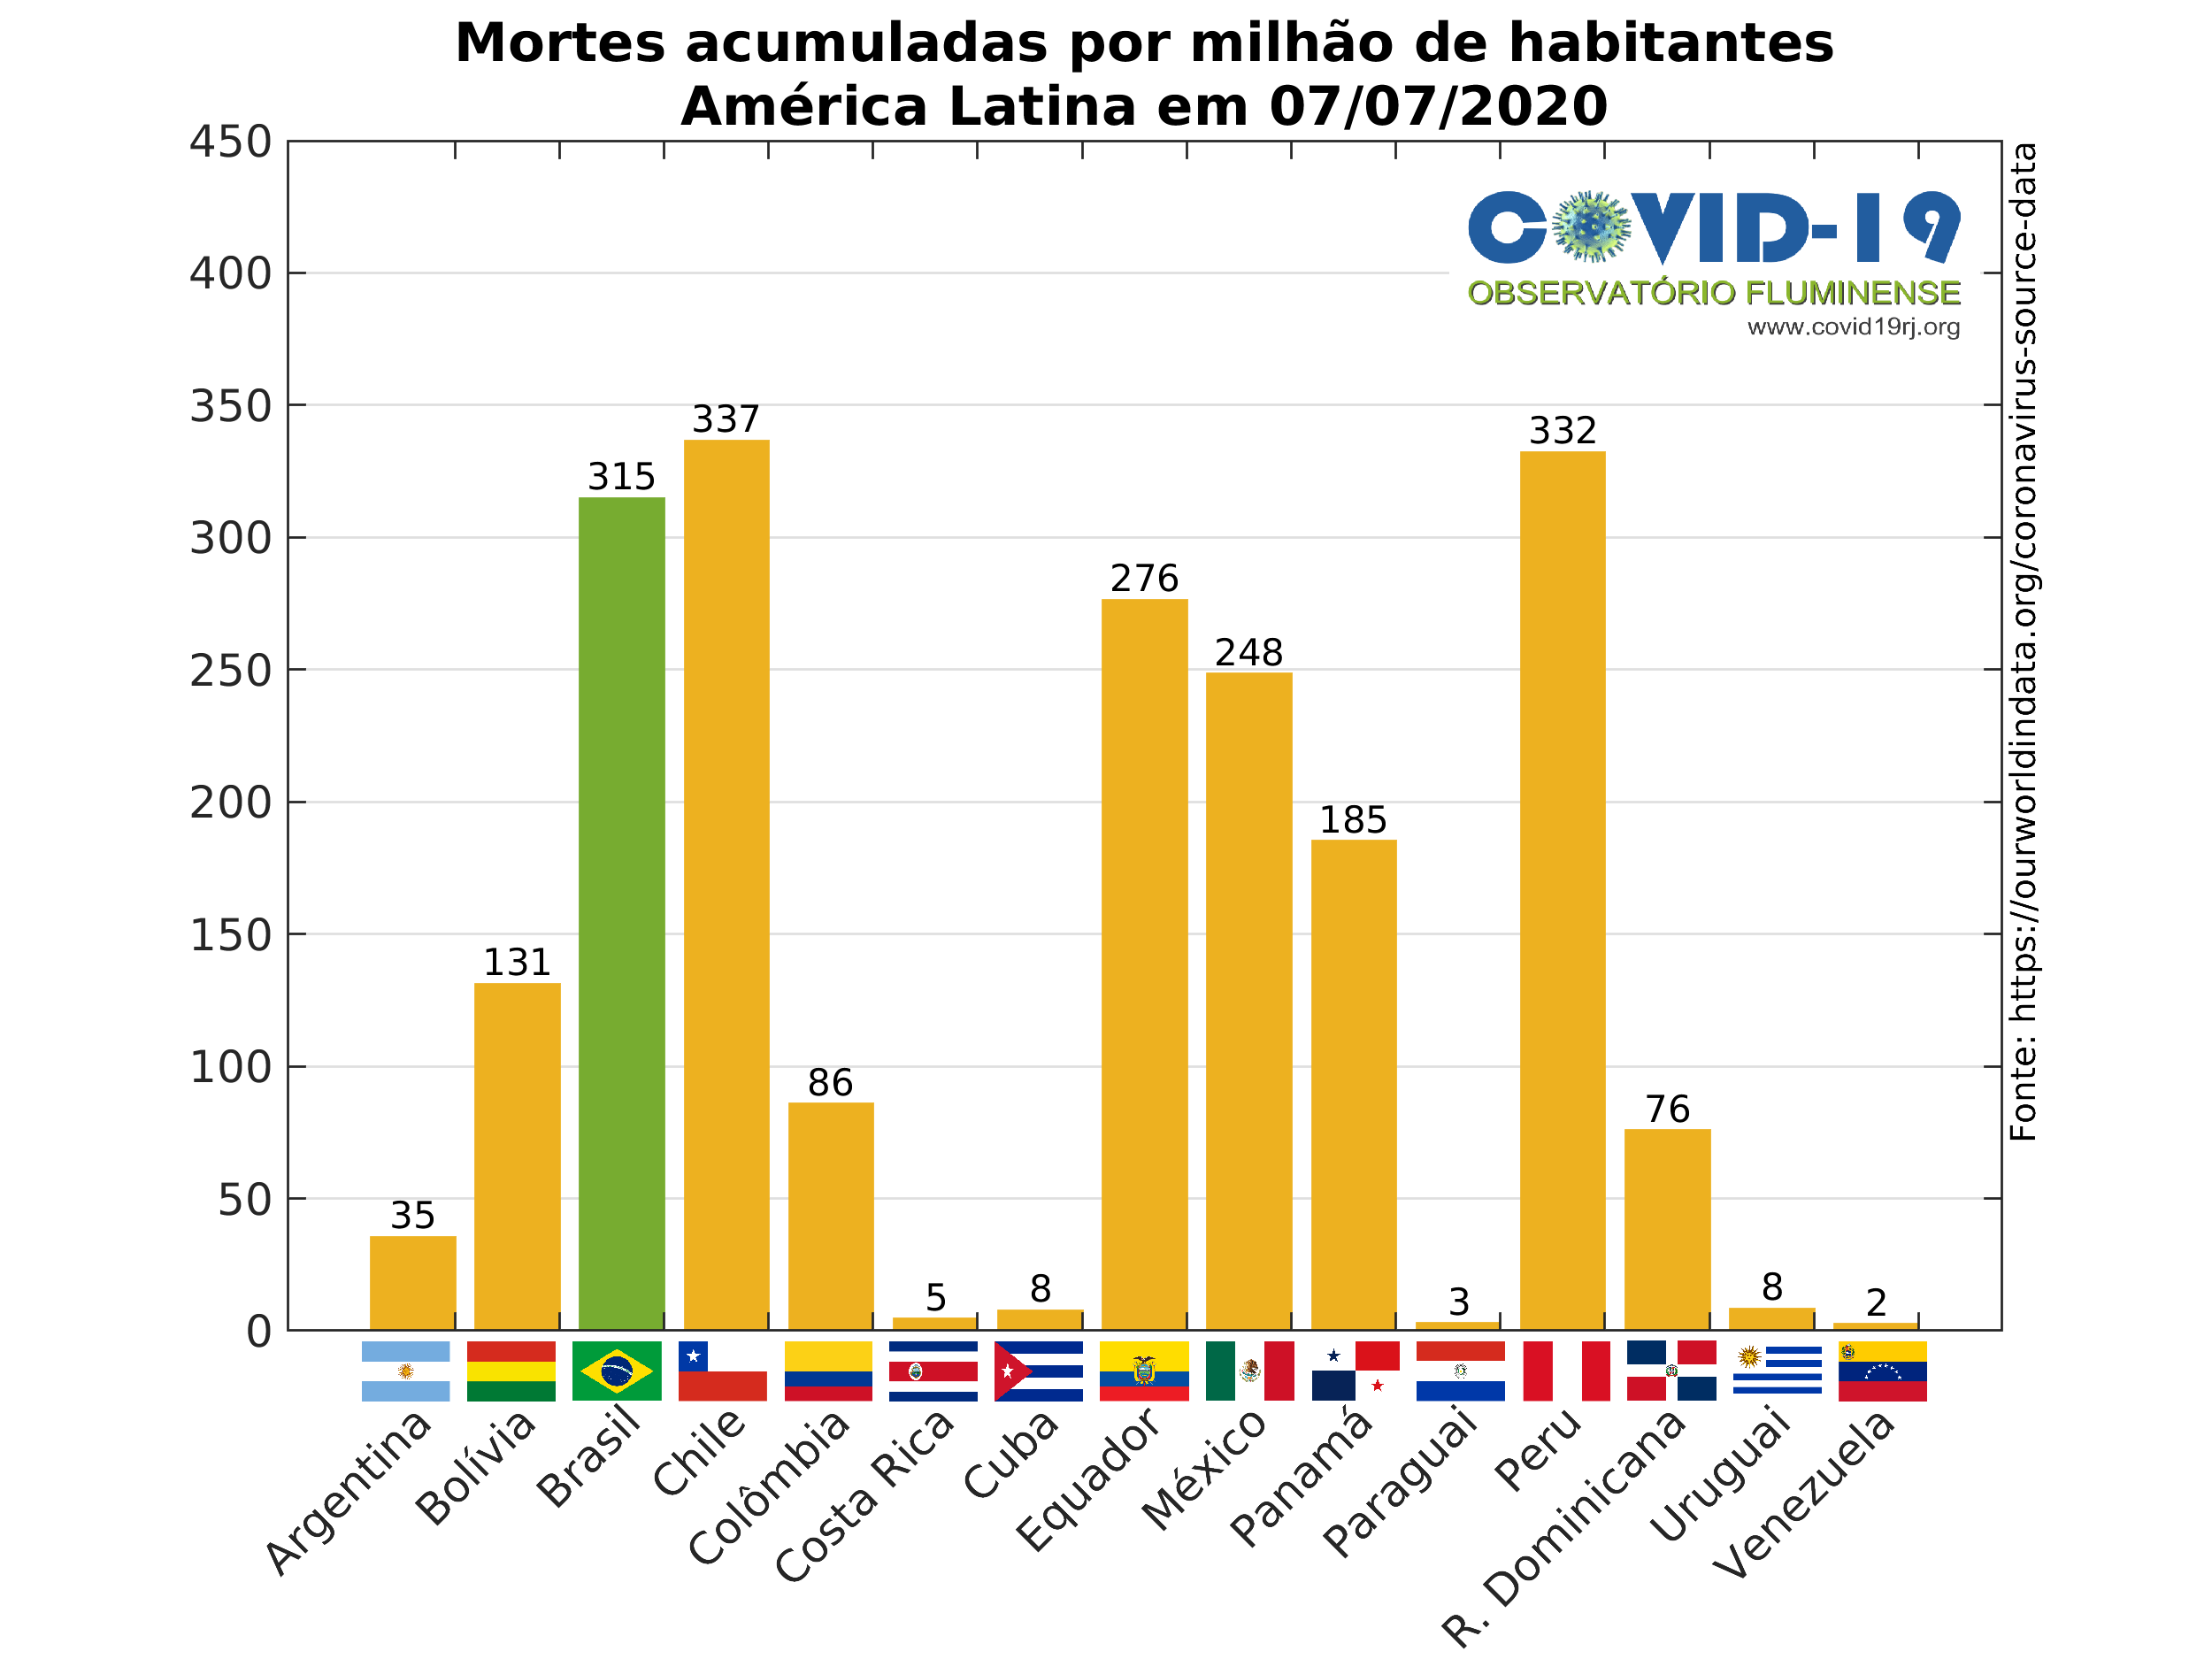 Mortes acumuladas por milhão de habitantes
América Latina em 07/07/2020
450
400
350
300
250
200
150
100
50
0
COVID-19
OBSERVATÓRIO FLUMINENSE
www.covid19rj.org
35
131
315
337
86
5
8
276
248
185
3
332
76
8
2
Argentina
Bolívia
Brasil
Chile
Colômbia
Costa Rica
Cuba
Equador
México
Panamá
Paraguai
Peru
R. Dominicana
Uruguai
Venezuela
Fonte: https://ourworldindata.org/coronavirus-source-data